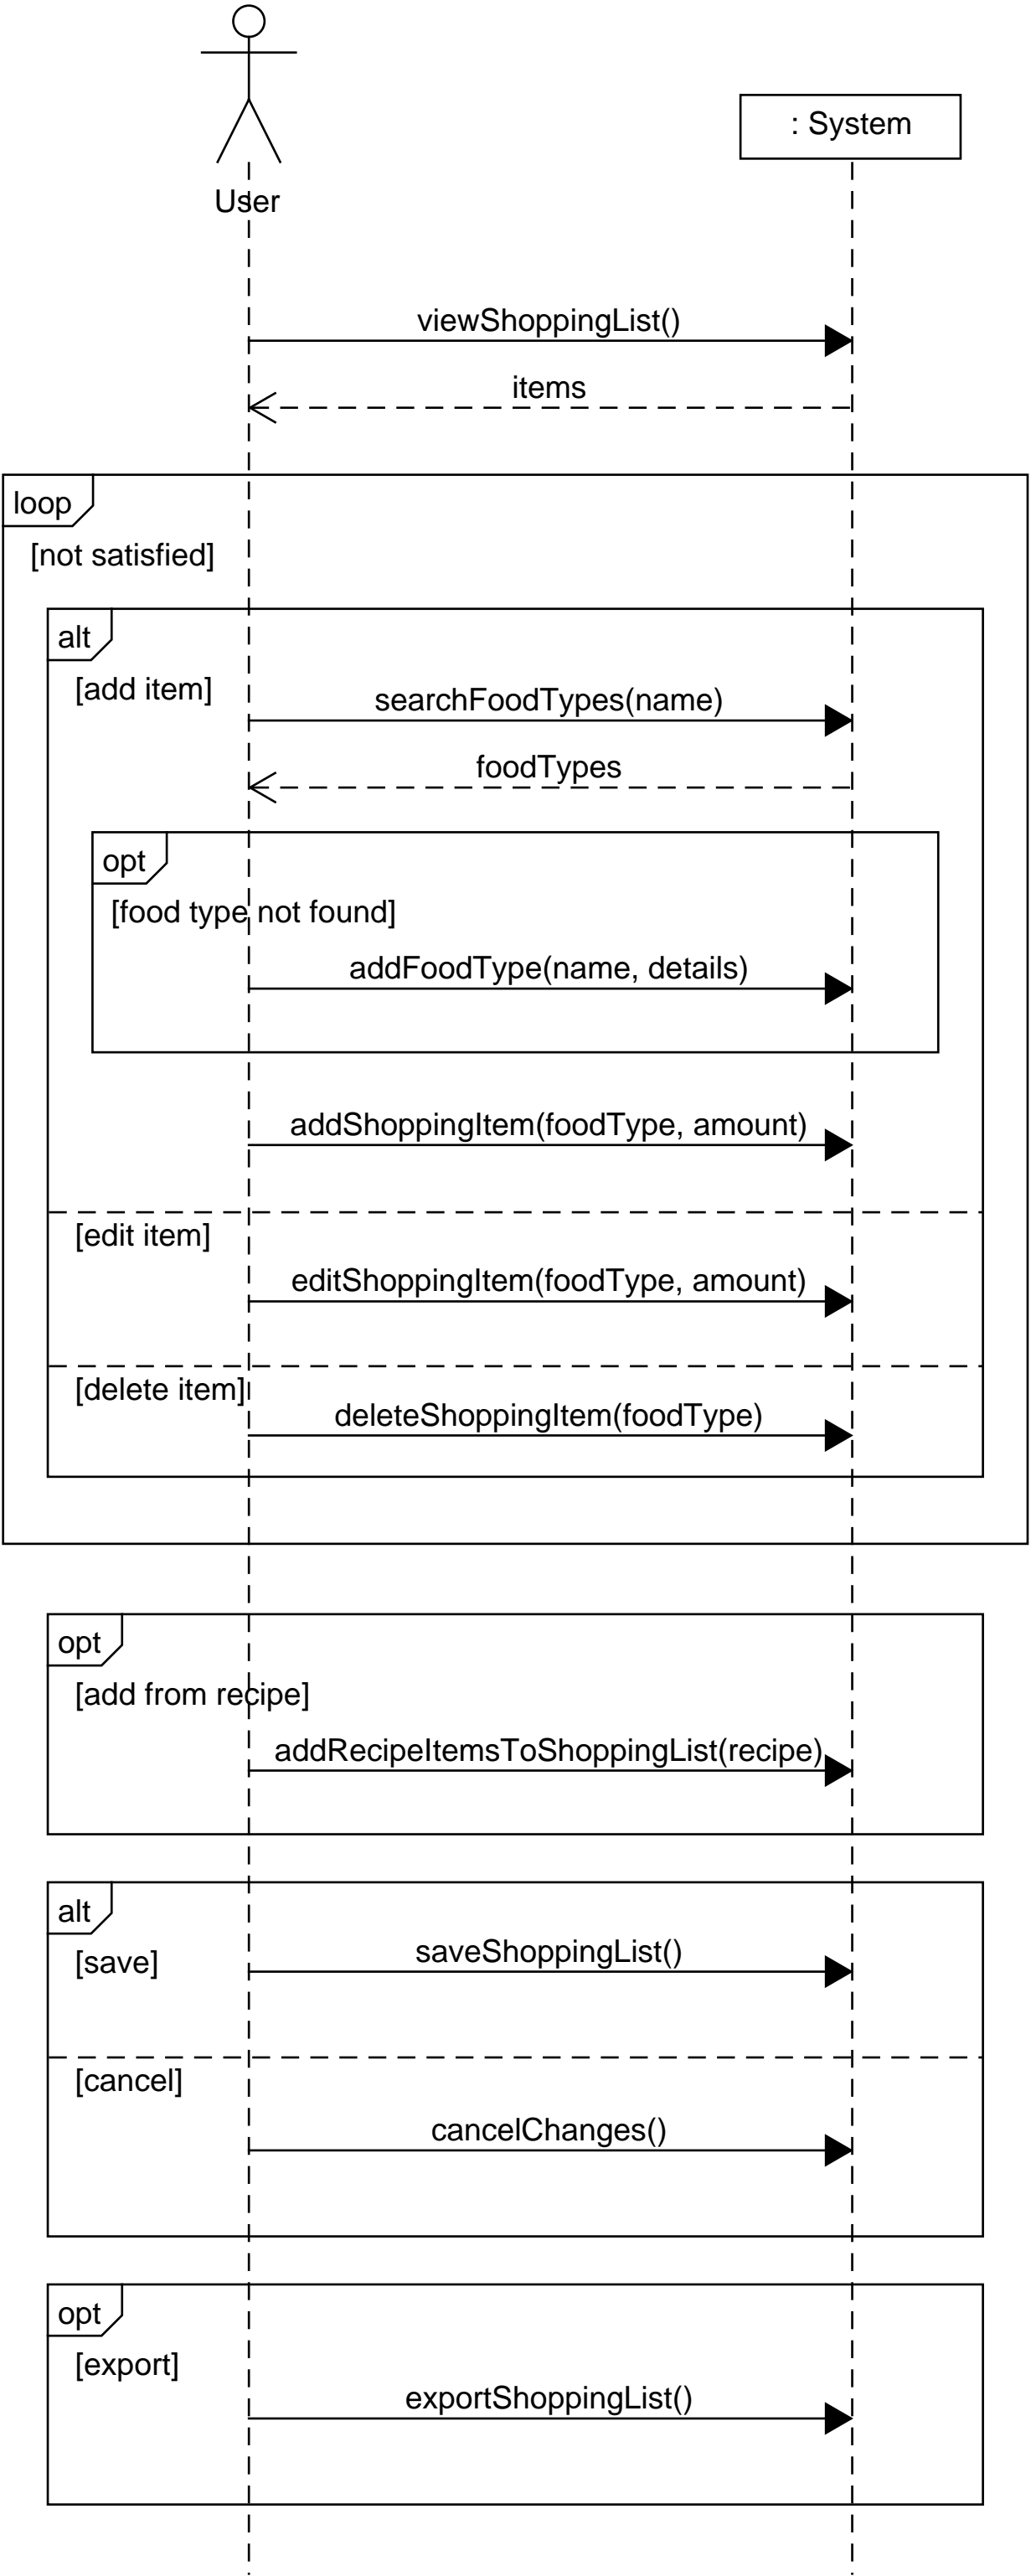 : System
User
viewShoppingList()
items
loop
[not satisfied]
alt
[add item]
searchFoodTypes(name)
foodTypes
opt
[food type not found]
addFoodType(name, details)
addShoppingItem(foodType, amount)
[edit item]
editShoppingItem(foodType, amount)
[delete item]
deleteShoppingItem(foodType)
opt
[add from recipe]
addRecipeItemsToShoppingList(recipe)
alt
[save]
saveShoppingList()
[cancel]
cancelChanges()
opt
[export]
exportShoppingList()